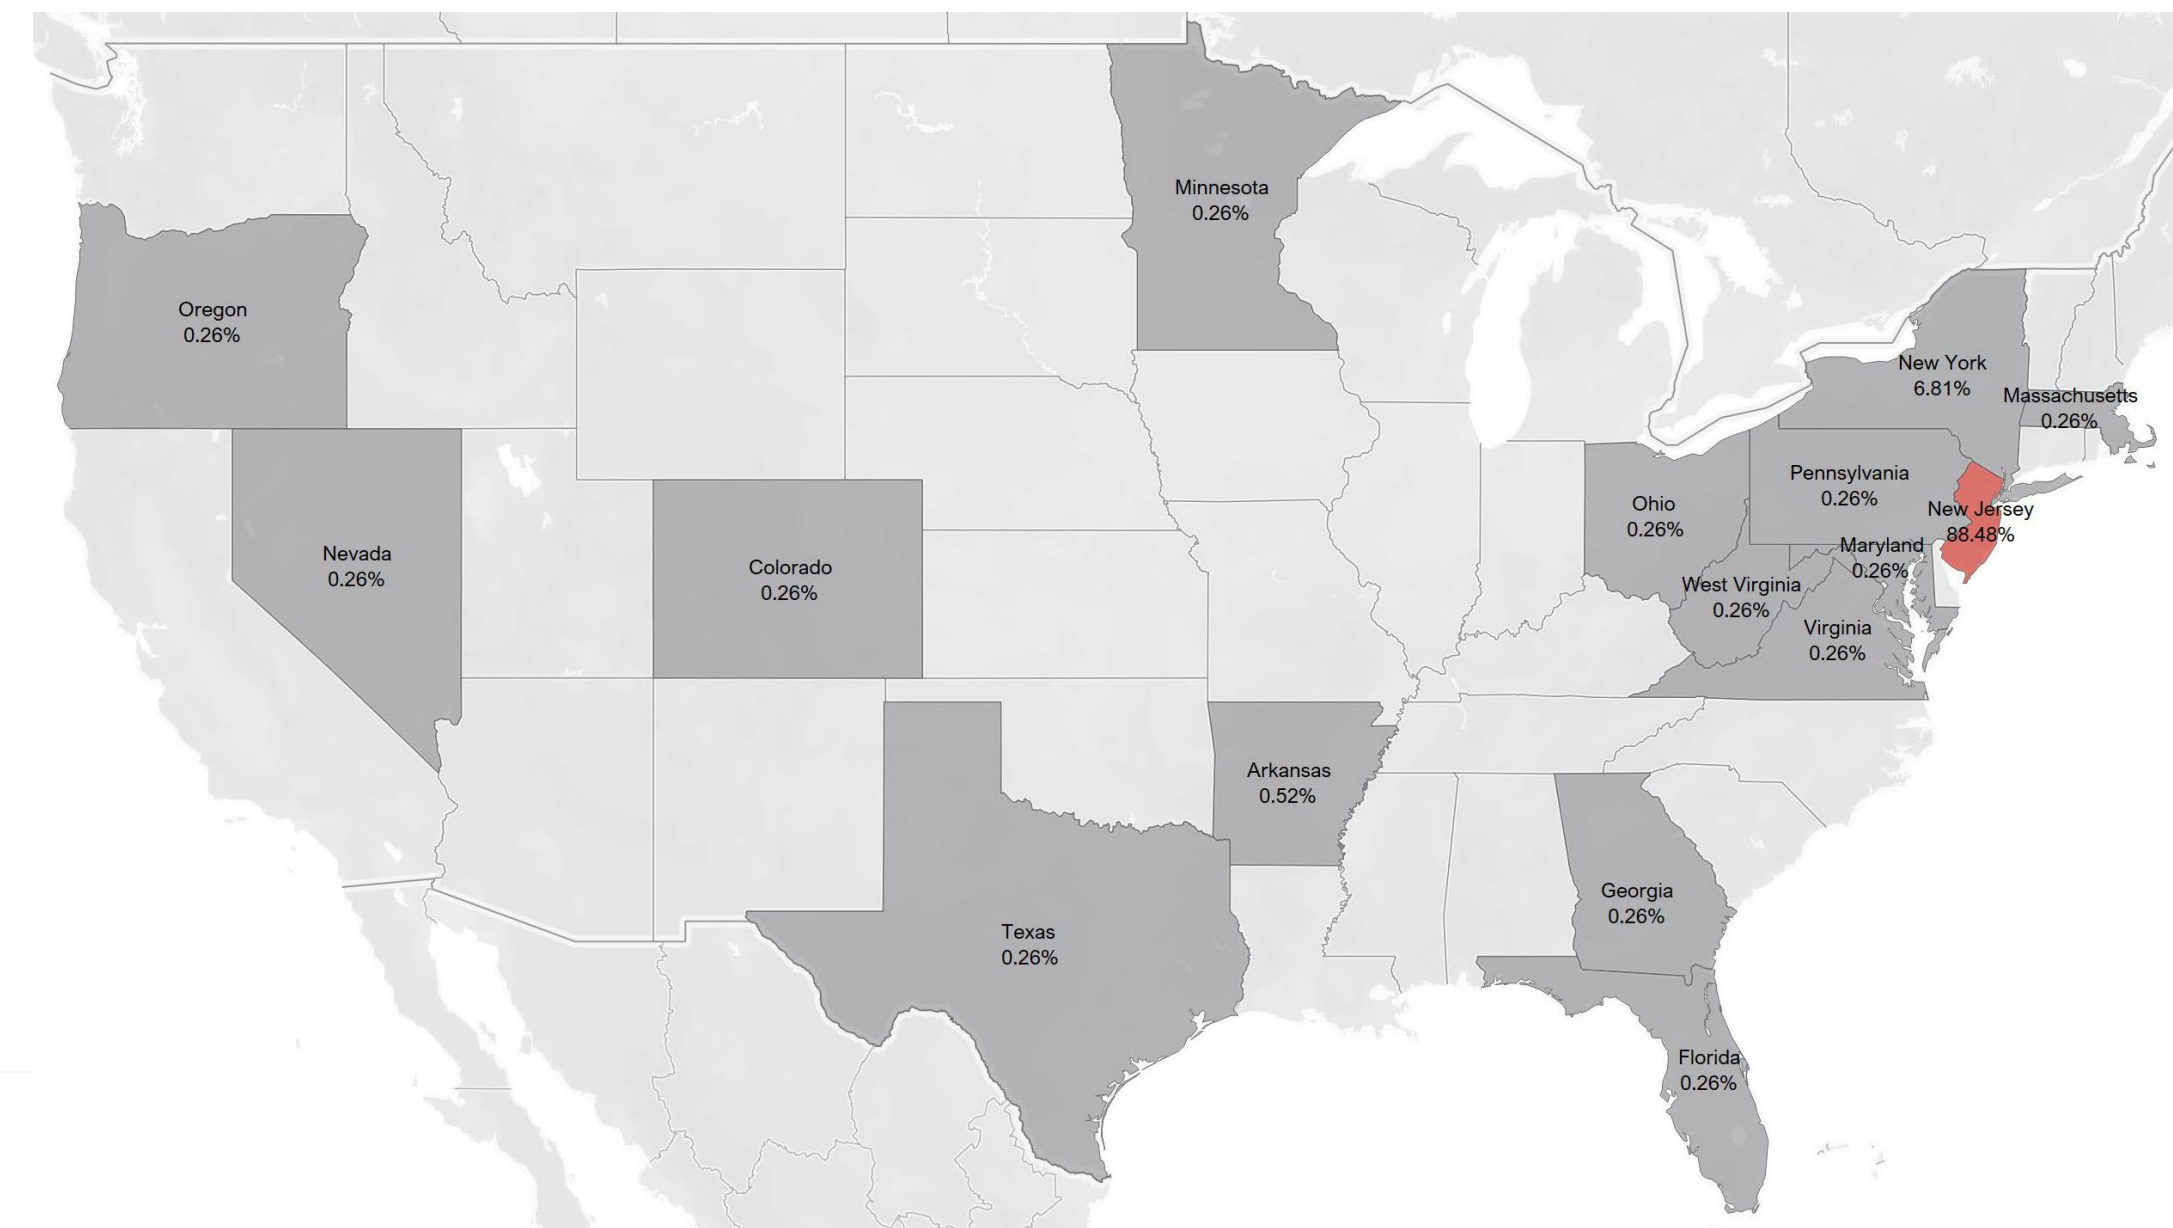 Minnesota
0.26%
Oregon
0.26%
New York
6.81%
Massachusetts
0.26%
Pennsylvania
0.26%
Ohio
0.26%
New Jersey
88.48%
Nevada
0.26%
Colorado
0.26%
Maryland
0.26%
West Virginia
0.26%
Virginia
0.26%
Arkansas
0.52%
Georgia
0.26%
Texas
0.26%
Florida
0.26%